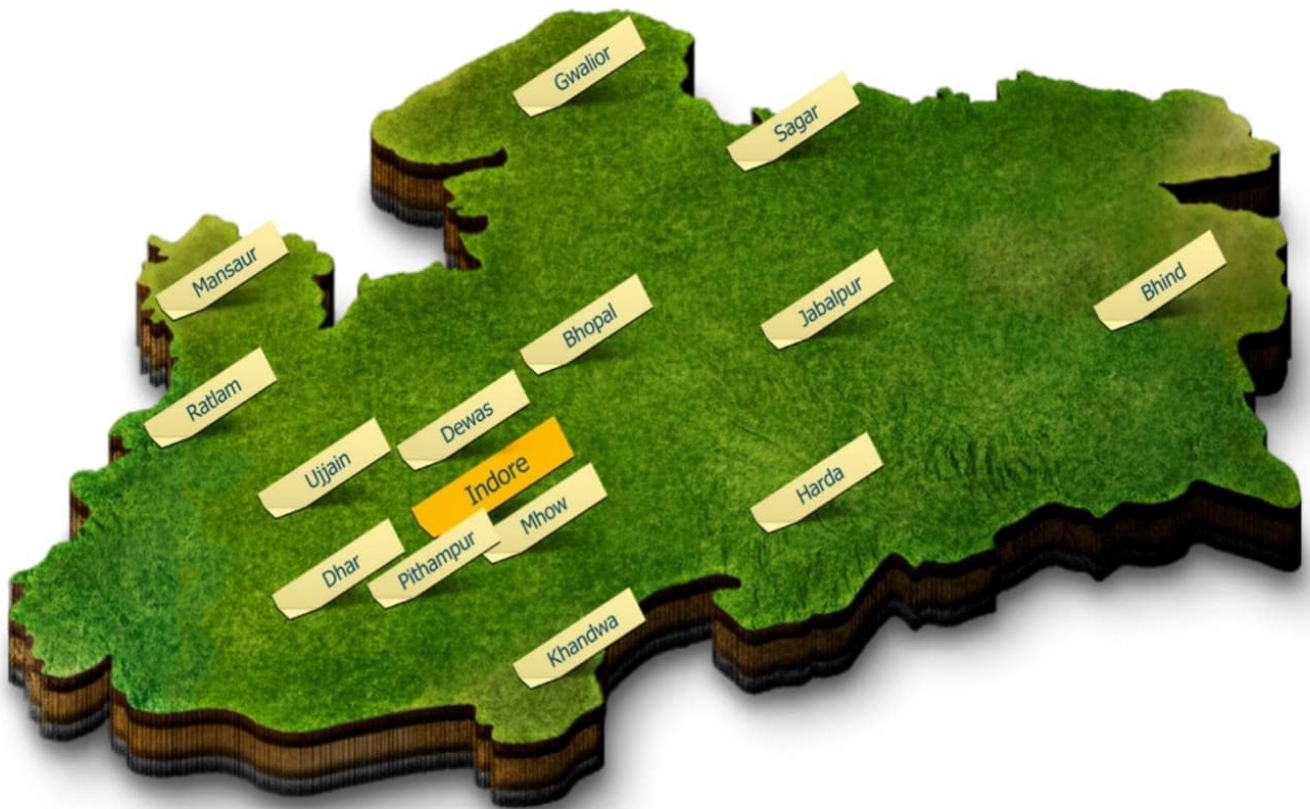 Gwalior
Sagar
Mansaur
Bhopal
Jabalpur
Bhind
Ratlam
Dewas
Ujjain
Indore
Harda
Mhow
Dhar
Pithampur
Khandwa